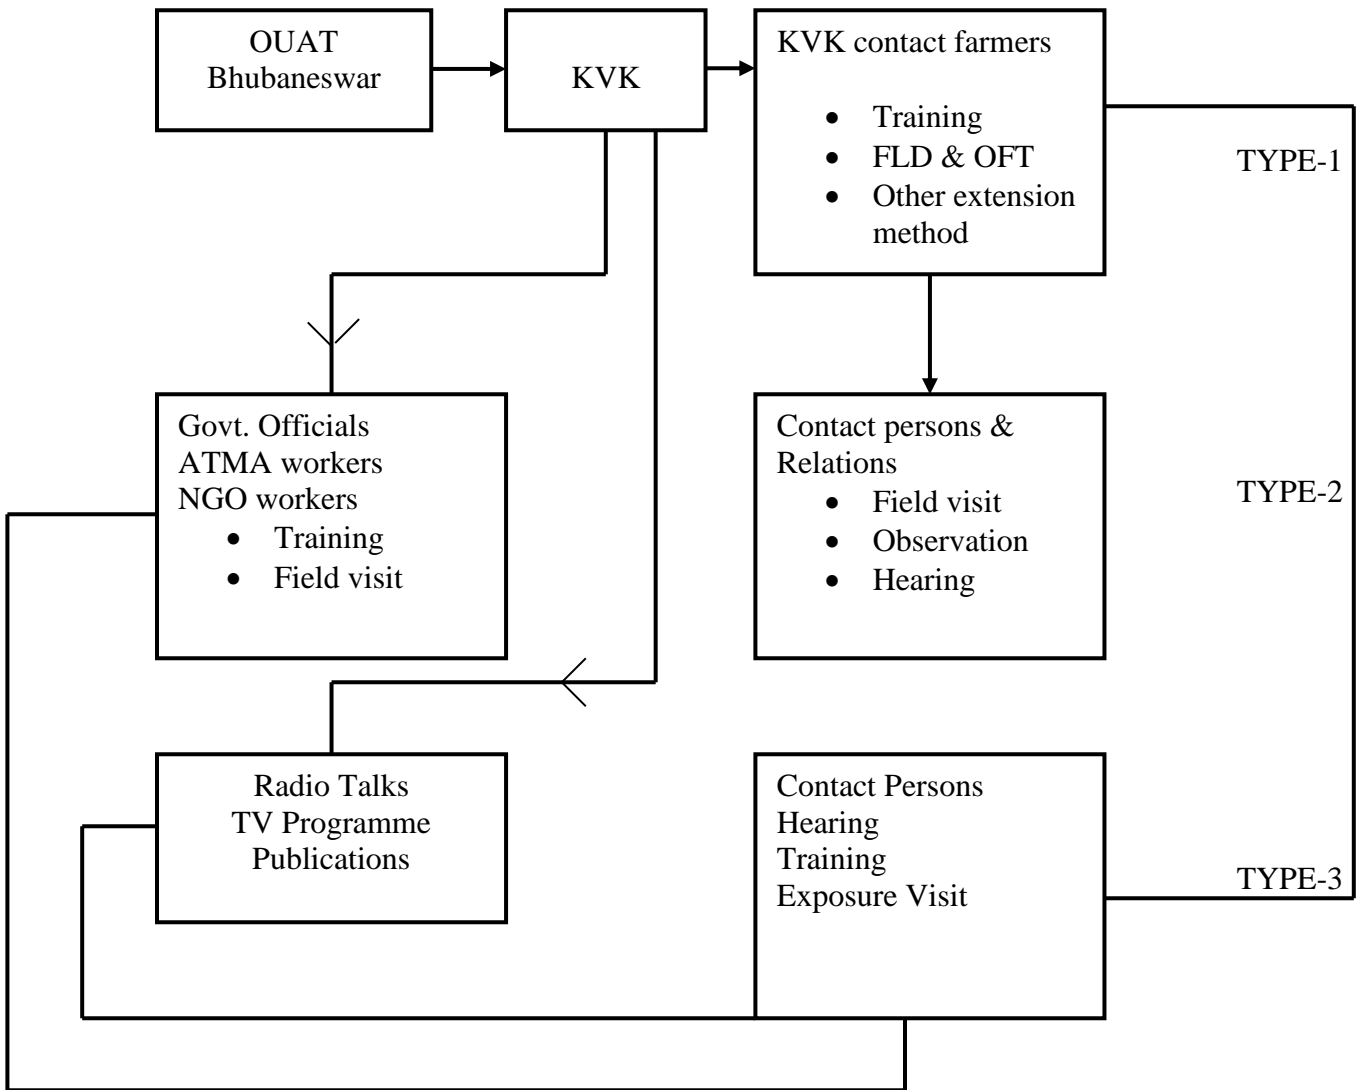 OUAT
Bhubaneswar
KVK
KVK contact farmers
• Training
• FLD & OFT
• Other extension
method
TYPE-1
Govt. Officials
ATMA workers
NGO workers
• Training
• Field visit
Contact persons &
Relations
• Field visit
• Observation
• Hearing
TYPE-2
Radio Talks
TV Programme
Publications
Contact Persons
Hearing
Training
Exposure Visit
TYPE-3